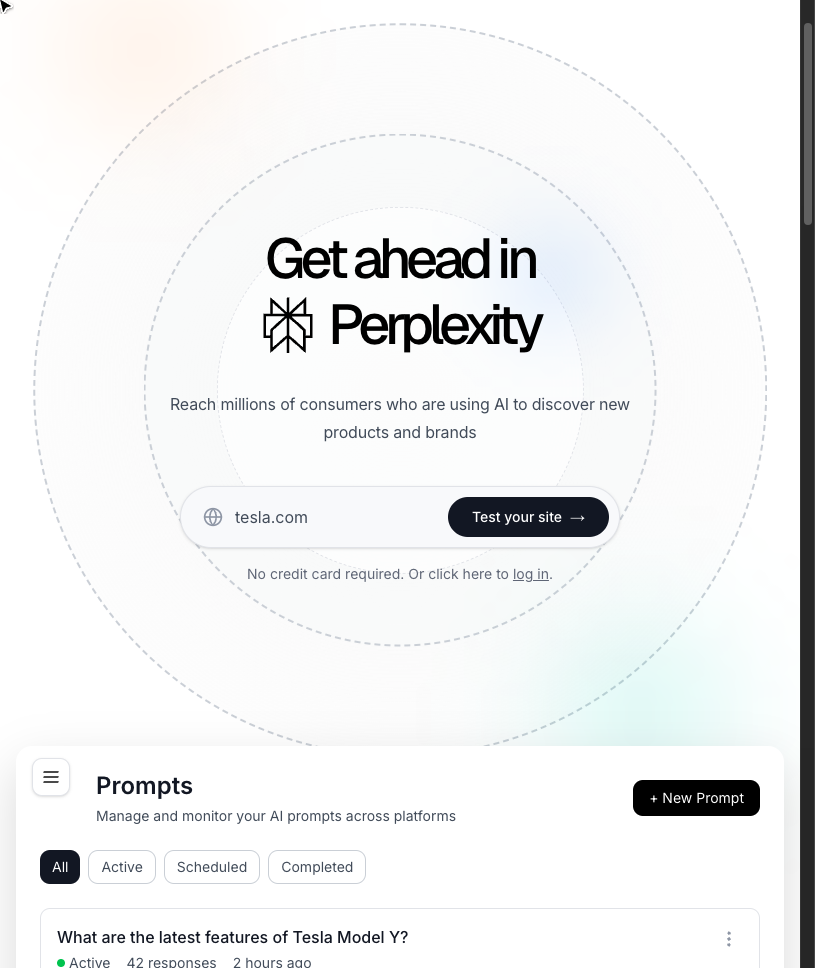 Get ahead in
Perplexity
Reach millions of consumers who are using AI to discover new
products and brands
tesla.com
Test your site →
No credit card required. Or click here to log in.
Prompts
Manage and monitor your AI prompts across platforms
+ New Prompt
All
Active
Scheduled
Completed
What are the latest features of Tesla Model Y?
Active 42 responses 2 hours ago